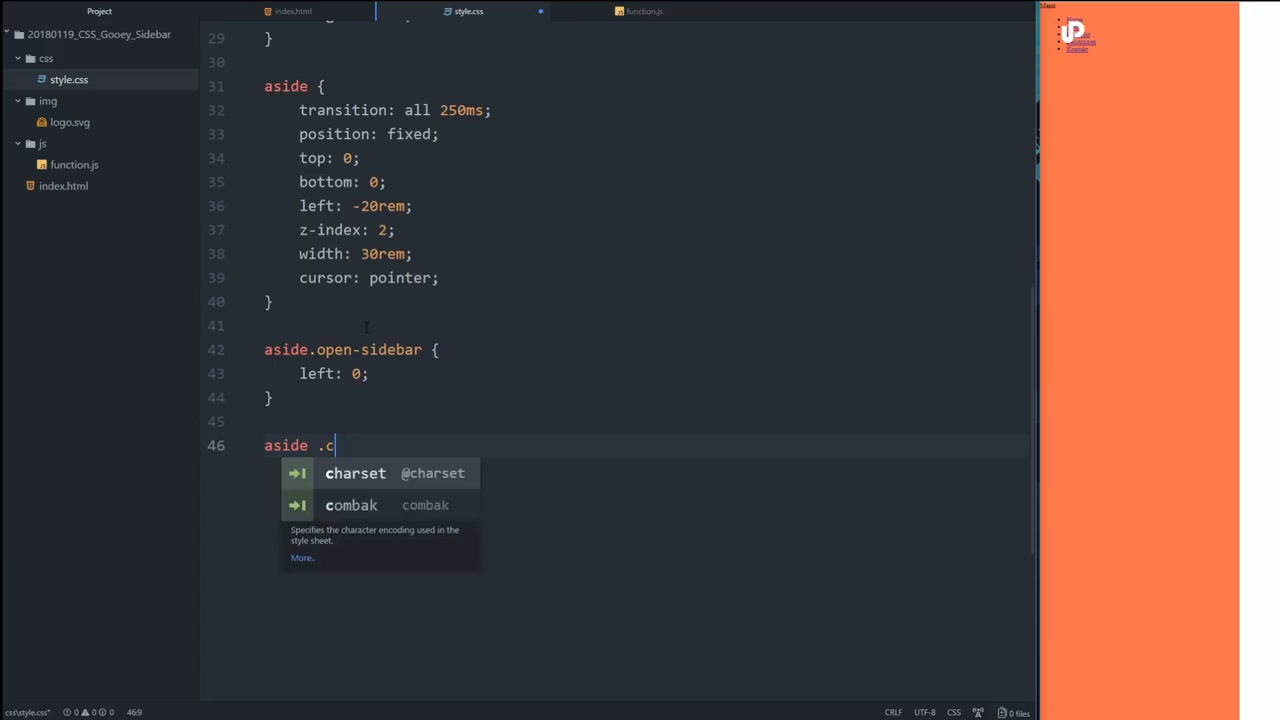 Project
index.html
style.css
function.js
20180119_CSS_Gooey_Sidebar
css
style.css
img
logo.svg
js
function.js
index.html
29 }
30
31 aside {
32 transition: all 250ms;
33 position: fixed;
34 top: 0;
35 bottom: 0;
36 left: -20rem;
37 z-index: 2;
38 width: 30rem;
39 cursor: pointer;
40 }
41
42 aside.open-sidebar {
43 left: 0;
44 }
45
46 aside .c
charset @charset
combak combak
Specifies the character encoding used in the
style sheet.
More..
css\style.css* 0 0 0 46:9
CRLF UTF-8 CSS 0 files
Kontakt